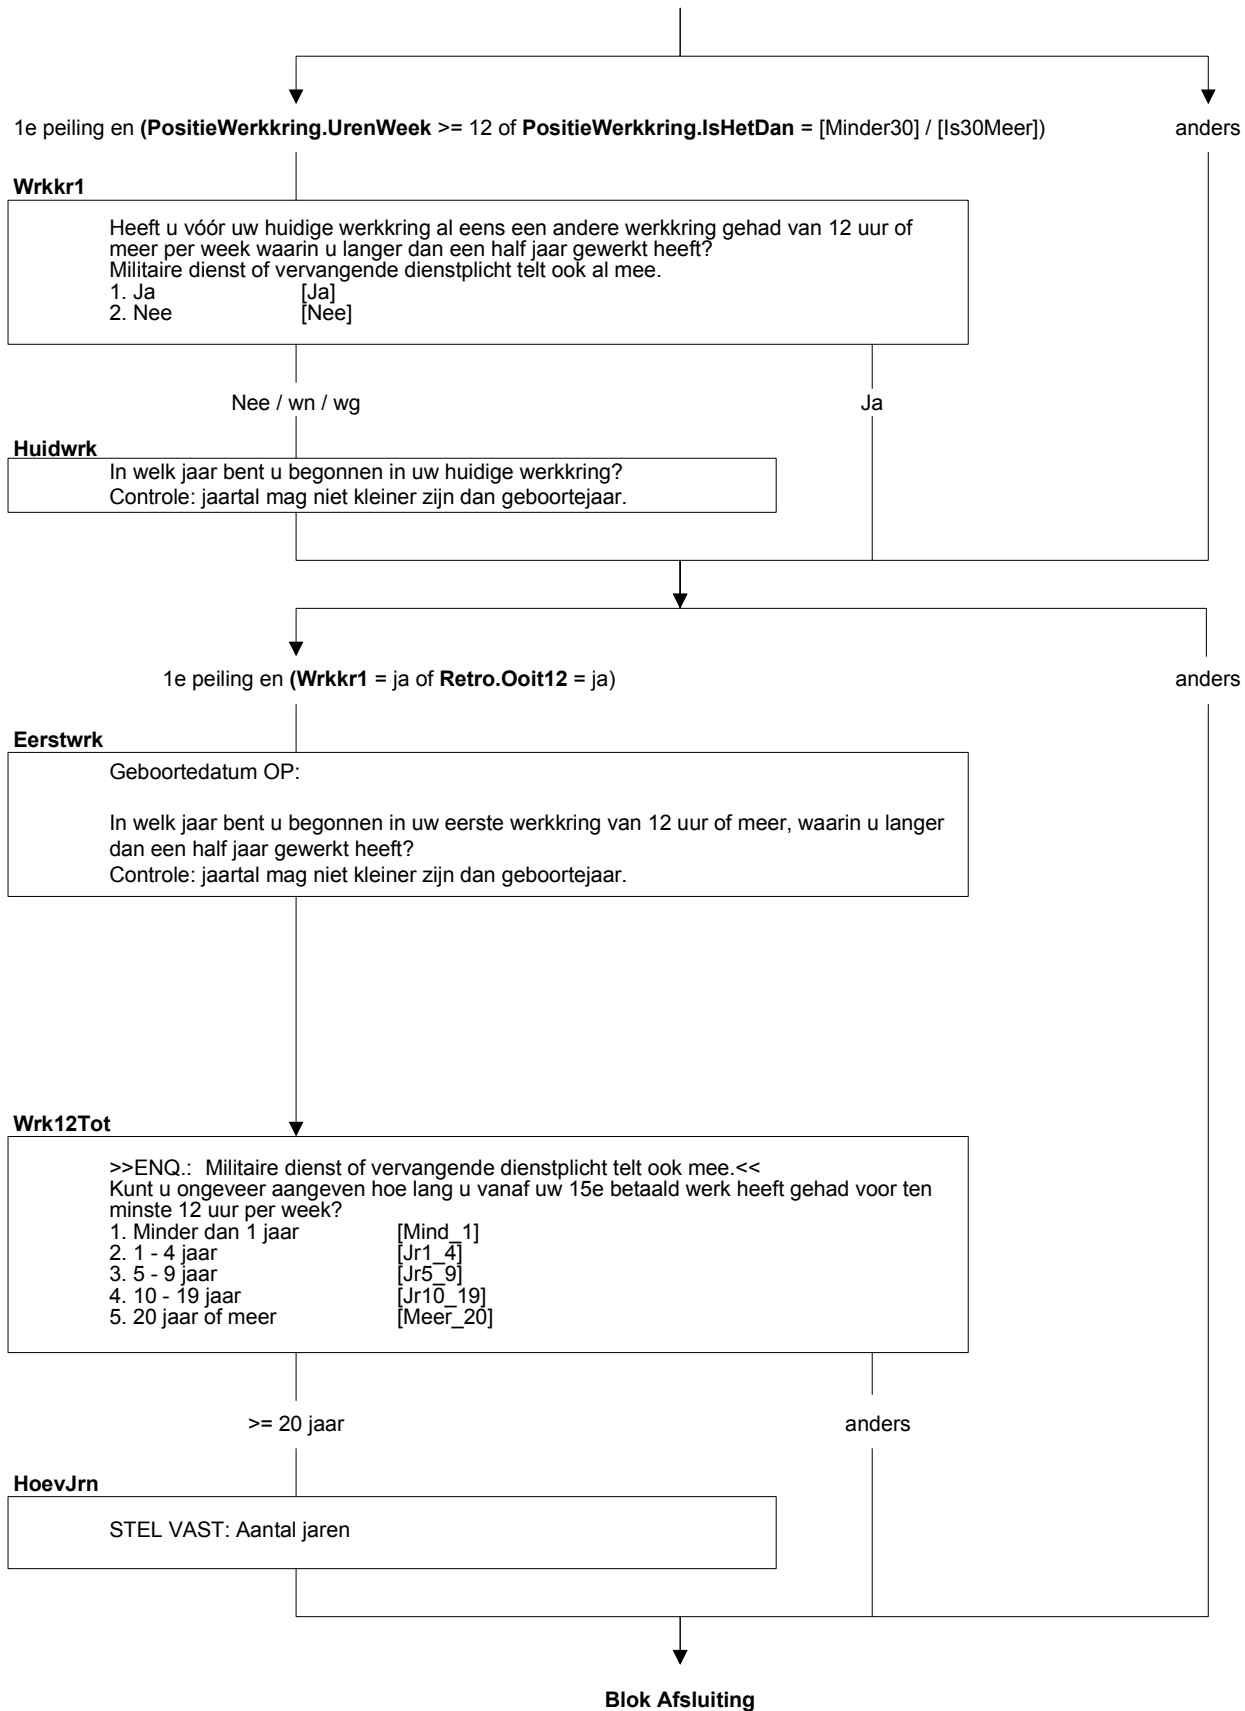 1e peiling en (PositieWerkkring.UrenWeek >= 12 of PositieWerkkring.IsHetDan = [Minder30] / [Is30Meer]) anders
Wrkkr1
Heeft u vóór uw huidige werkkring al eens een andere werkkring gehad van 12 uur of
meer per week waarin u langer dan een half jaar gewerkt heeft?
Militaire dienst of vervangende dienstplicht telt ook al mee.
1. Ja [Ja]
2. Nee [Nee]
Nee / wn / wg Ja
Huidwrk
In welk jaar bent u begonnen in uw huidige werkkring?
Controle: jaartal mag niet kleiner zijn dan geboortejaar.
1e peiling en (Wrkkr1 = ja of Retro.Ooit12 = ja) anders
Eerstwrk
Geboortedatum OP:
In welk jaar bent u begonnen in uw eerste werkkring van 12 uur of meer, waarin u langer
dan een half jaar gewerkt heeft?
Controle: jaartal mag niet kleiner zijn dan geboortejaar.
Wrk12Tot
>>ENQ.: Militaire dienst of vervangende dienstplicht telt ook mee.<<
Kunt u ongeveer aangeven hoe lang u vanaf uw 15e betaald werk heeft gehad voor ten
minste 12 uur per week?
1. Minder dan 1 jaar [Mind_1]
2. 1 - 4 jaar [Jr1_4]
3. 5 - 9 jaar [Jr5_9]
4. 10 - 19 jaar [Jr10_19]
5. 20 jaar of meer [Meer_20]
>= 20 jaar anders
HoevJrn
STEL VAST: Aantal jaren
Blok Afsluiting